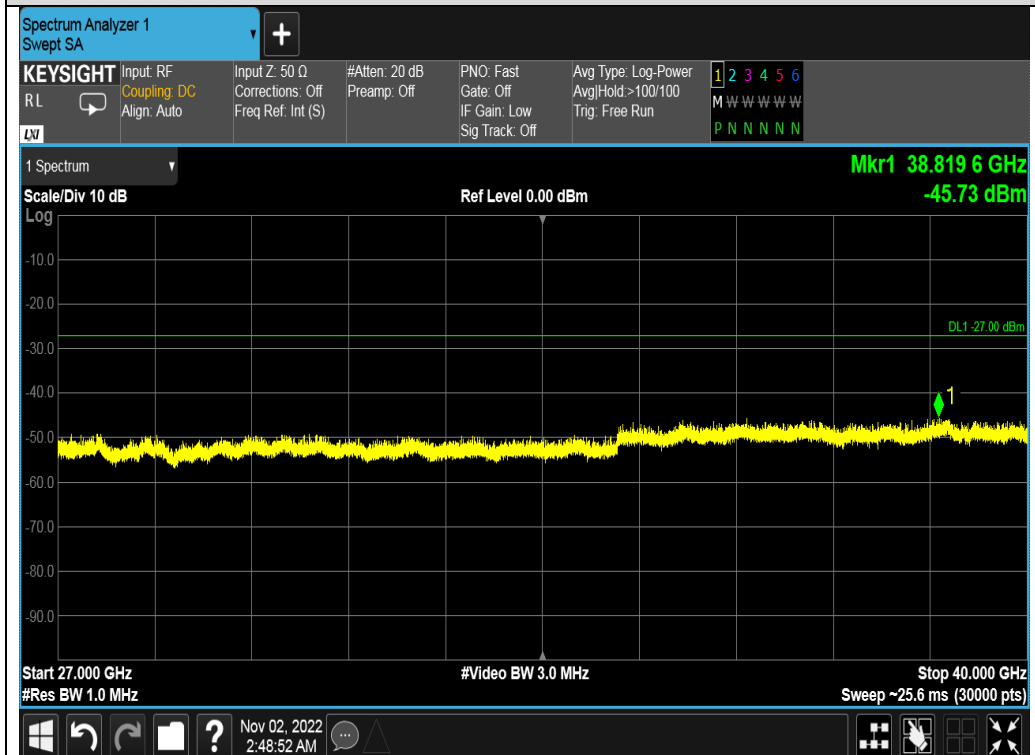 Spectrum Analyzer 1
Swept SA
+
KEYSIGHT
RL
LXI
Input: RF
Coupling: DC
Align: Auto
Input Z: 50 Ω
Corrections: Off
Freq Ref: Int (S)
#Atten: 20 dB
Preamp: Off
PNO: Fast
Gate: Off
IF Gain: Low
Sig Track: Off
Avg Type: Log-Power
Avg|Hold:>100/100
Trig: Free Run
1 2 3 4 5 6
M W W W W W
P N N N N N
1 Spectrum
Mkr1 38.819 6 GHz
-45.73 dBm
Scale/Div 10 dB
Ref Level 0.00 dBm
Log
-10.0
-20.0
DL1 -27.00 dBm
-30.0
-40.0
1
-50.0
-60.0
-70.0
-80.0
-90.0
Start 27.000 GHz
#Video BW 3.0 MHz
Stop 40.000 GHz
#Res BW 1.0 MHz
Sweep ~25.6 ms (30000 pts)
?
Nov 02, 2022
2:48:52 AM